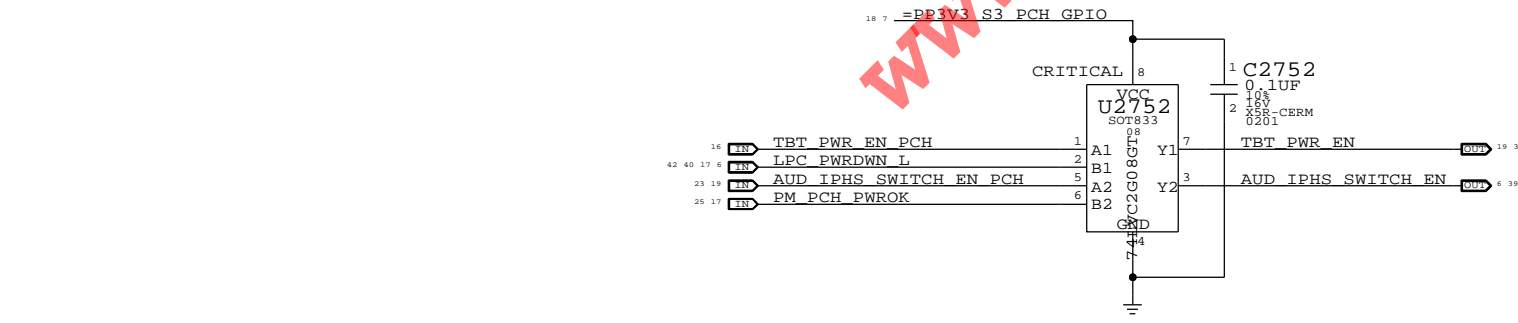 18 7 =PP3V3_S3_PCH_GPIO
CRITICAL 8
1 C2752
0.1UF
10%
16V
X5R-CERM
0201
2
VCC
U2752
SOT833
08
74LVC2G08GT
16 IN TBT_PWR_EN_PCH 1 A1 Y1 7 TBT_PWR_EN OUT 19 3
42 40 17 6 IN LPC_PWRDWN_L 2 B1
23 19 IN AUD_IPHS_SWITCH_EN_PCH 5 A2 Y2 3 AUD_IPHS_SWITCH_EN OUT 6 39
25 17 IN PM_PCH_PWROK 6 B2
GND
4
WWW